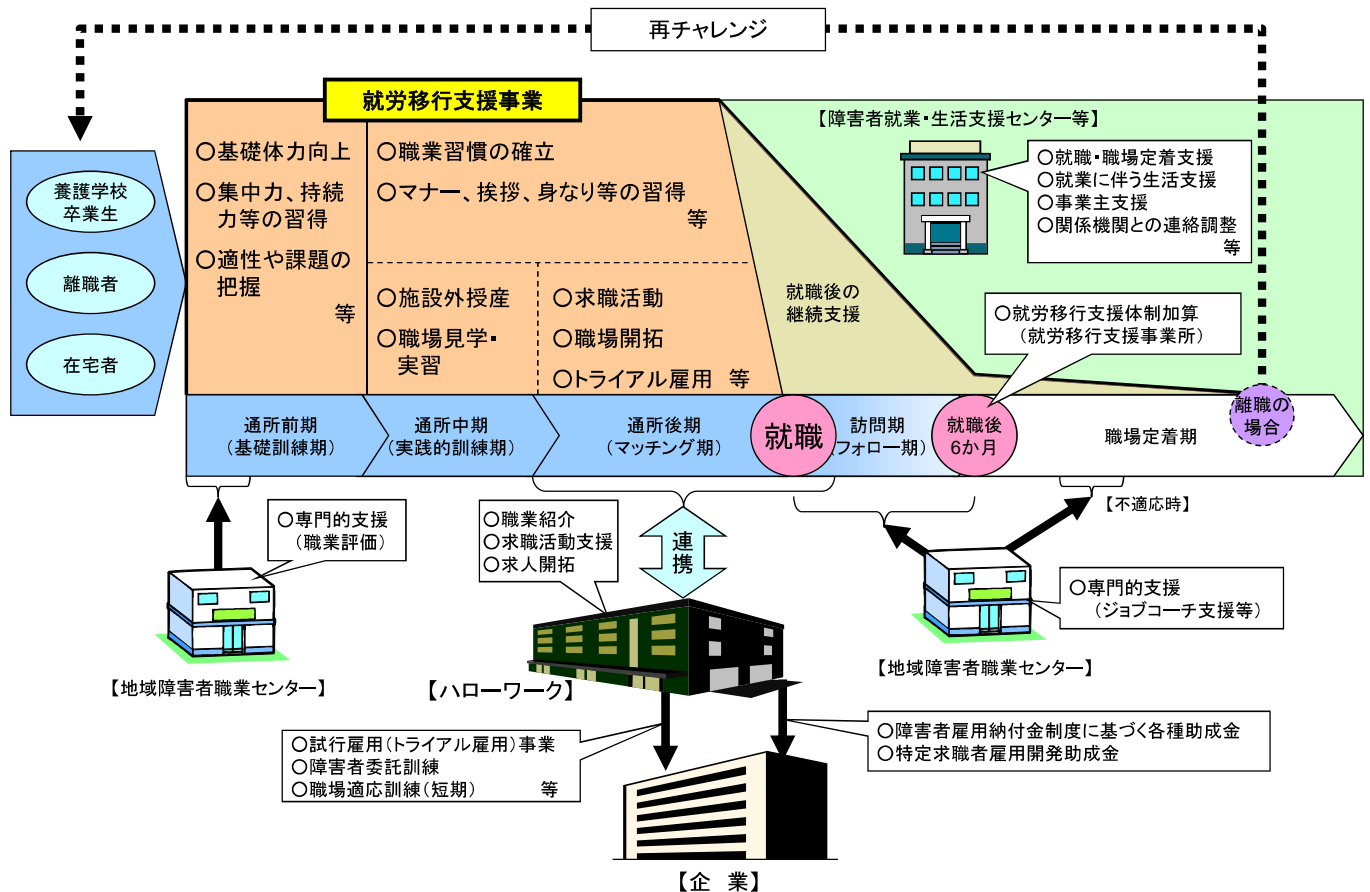 再チャレンジ
就労移行支援事業
養護学校
卒業生
離職者
在宅者
○基礎体力向上
○集中力、持続
力等の習得
○適性や課題の
把握
等
○職業習慣の確立
○マナー、挨拶、身なり等の習得
等
○施設外授産
○職場見学・
実習
○求職活動
○職場開拓
○トライアル雇用 等
就職後の
継続支援
【障害者就業・生活支援センター等】
○就職・職場定着支援
○就業に伴う生活支援
○事業主支援
○関係機関との連絡調整
等
○就労移行支援体制加算
(就労移行支援事業所)
通所前期
(基礎訓練期)
通所中期
(実践的訓練期)
通所後期
(マッチング期)
就職
訪問期
(フォロー期)
就職後
6か月
職場定着期
離職の
場合
○専門的支援
(職業評価)
【地域障害者職業センター】
○職業紹介
○求職活動支援
○求人開拓
連携
【ハローワーク】
【不適応時】
○専門的支援
(ジョブコーチ支援等)
【地域障害者職業センター】
○試行雇用(トライアル雇用)事業
○障害者委託訓練
○職場適応訓練(短期) 等
○障害者雇用納付金制度に基づく各種助成金
○特定求職者雇用開発助成金
【企 業】